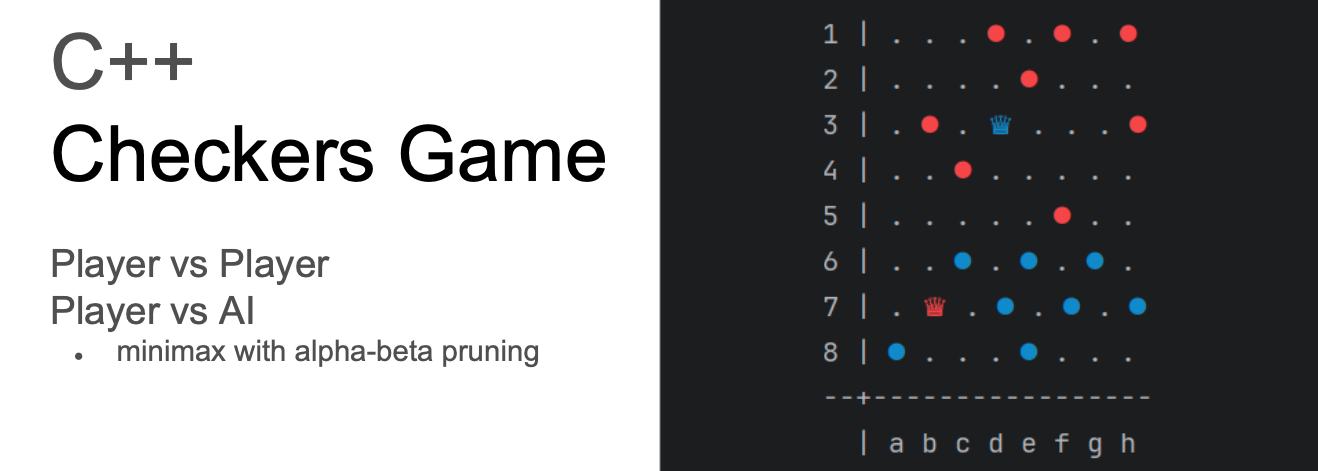 C++
Checkers Game
Player vs Player
Player vs AI
• minimax with alpha-beta pruning
1 | . . . ● . ● . ●
2 | . . . . ● . . .
3 | . ● . ♛ . . . ●
4 | . . ● . . . . .
5 | . . . . . ● . .
6 | . . ● . ● . ● .
7 | . ♛ . ● . ● . ●
8 | ● . . . ● . . .
--+-----------------
| a b c d e f g h